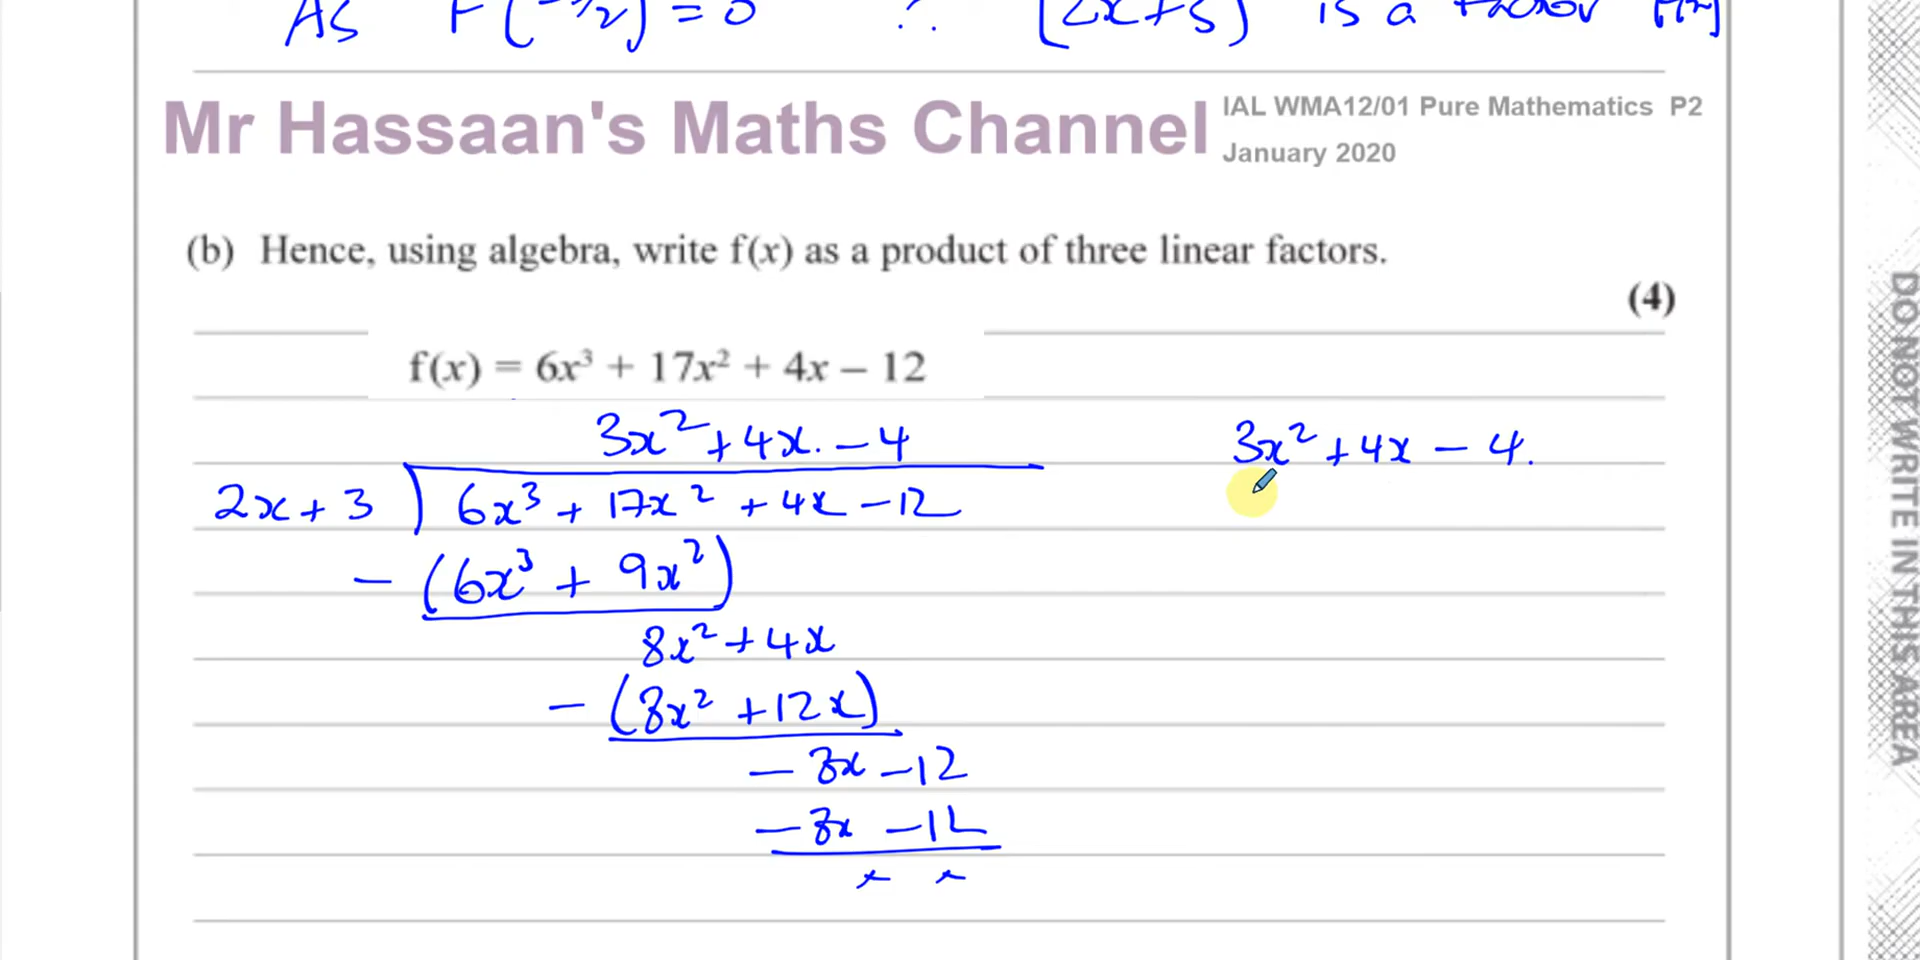 As F(-3/2) = 0 ∴ (2x+3) is a factor f(x)
Mr Hassaan's Maths Channel
IAL WMA12/01 Pure Mathematics P2
January 2020
(b) Hence, using algebra, write f(x) as a product of three linear factors.
(4)
f(x) = 6x³ + 17x² + 4x – 12
3x² + 4x. – 4
2x + 3 ) 6x³ + 17x² + 4x – 12
– (6x³ + 9x²)
8x² + 4x
– (8x² + 12x)
– 8x – 12
– 8x – 12
3x² + 4x – 4.
DO NOT WRITE IN THIS AREA